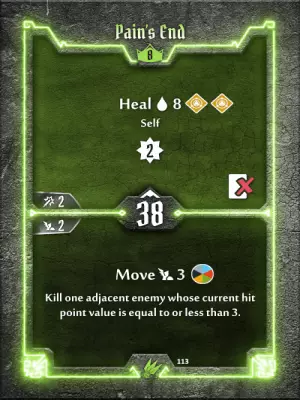 Pain's End
8
Heal 8
Self
2
2
38
2
Move 3
Kill one adjacent enemy whose current hit
point value is equal to or less than 3.
113